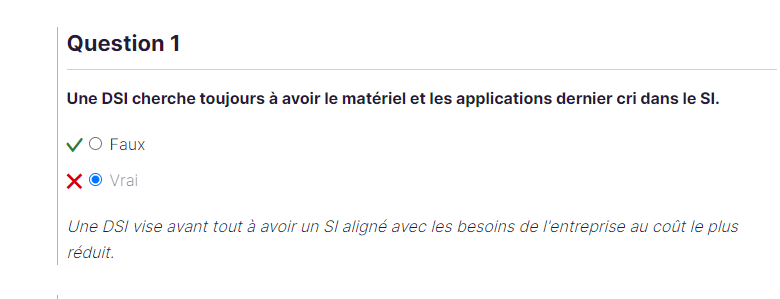 Question 1
Une DSI cherche toujours à avoir le matériel et les applications dernier cri dans le SI.
Faux
Vrai
Une DSI vise avant tout à avoir un SI aligné avec les besoins de l'entreprise au coût le plus
réduit.